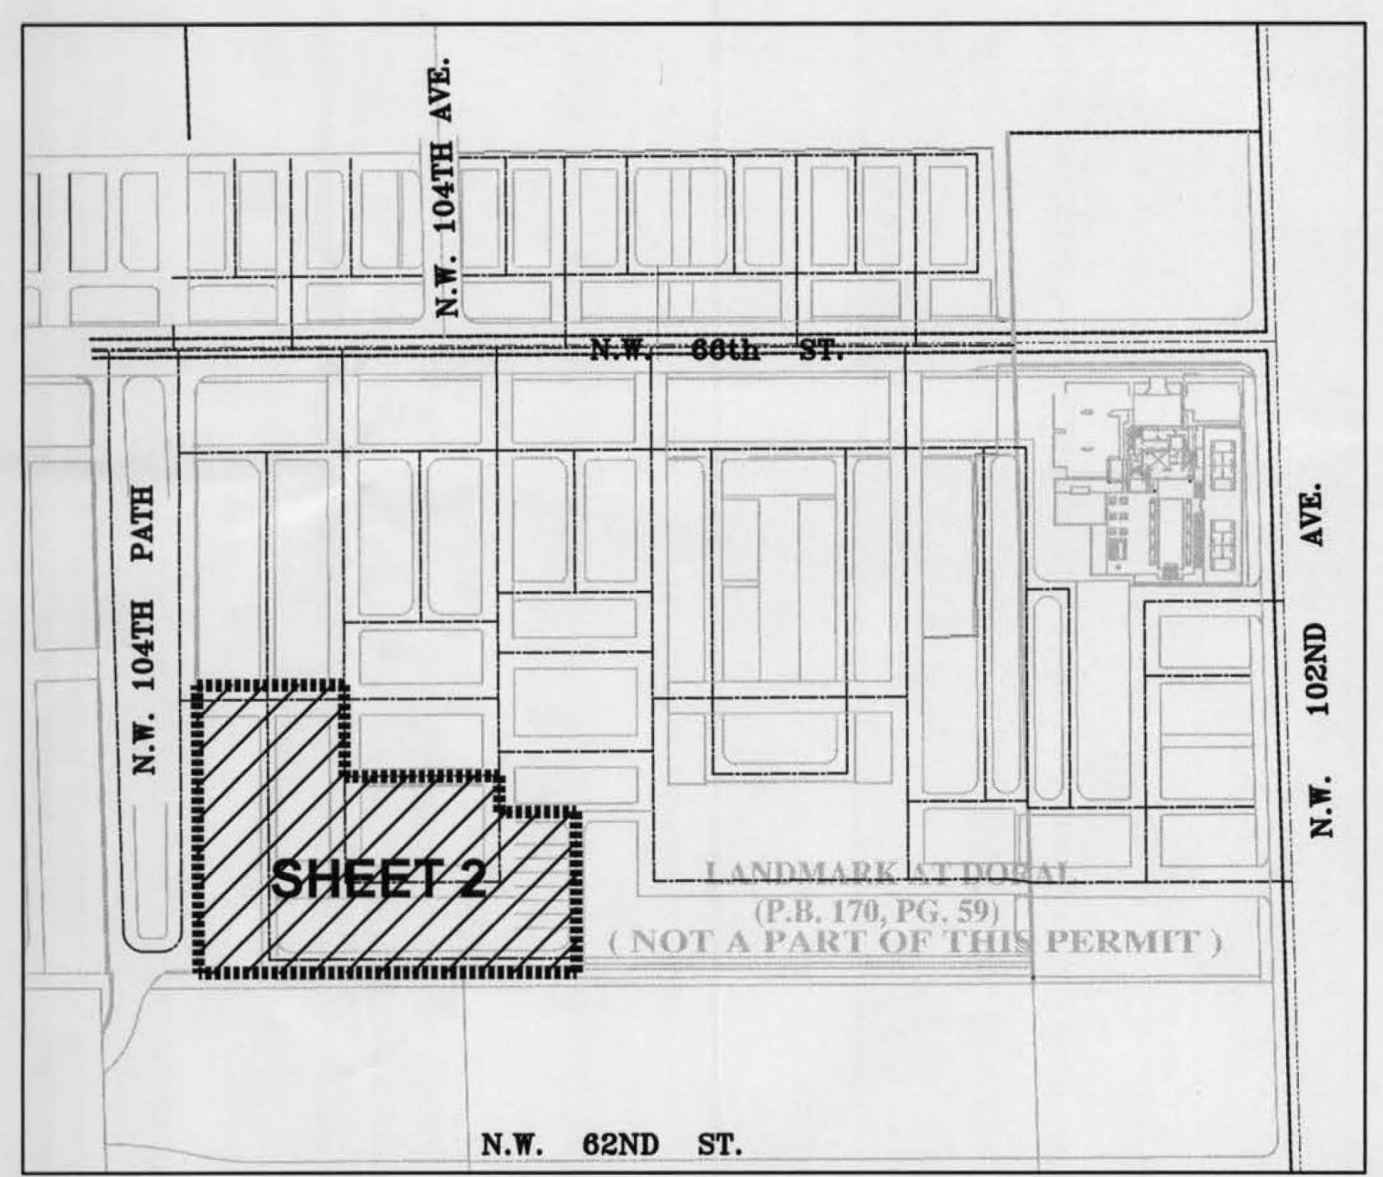 N.W. 104TH AVE.
N.W. 66th ST.
N.W. 104TH PATH
N.W. 102ND AVE.
SHEET 2
LANDMARK AT DORAL
(P.B. 170, PG. 59)
( NOT A PART OF THIS PERMIT )
N.W. 62ND ST.